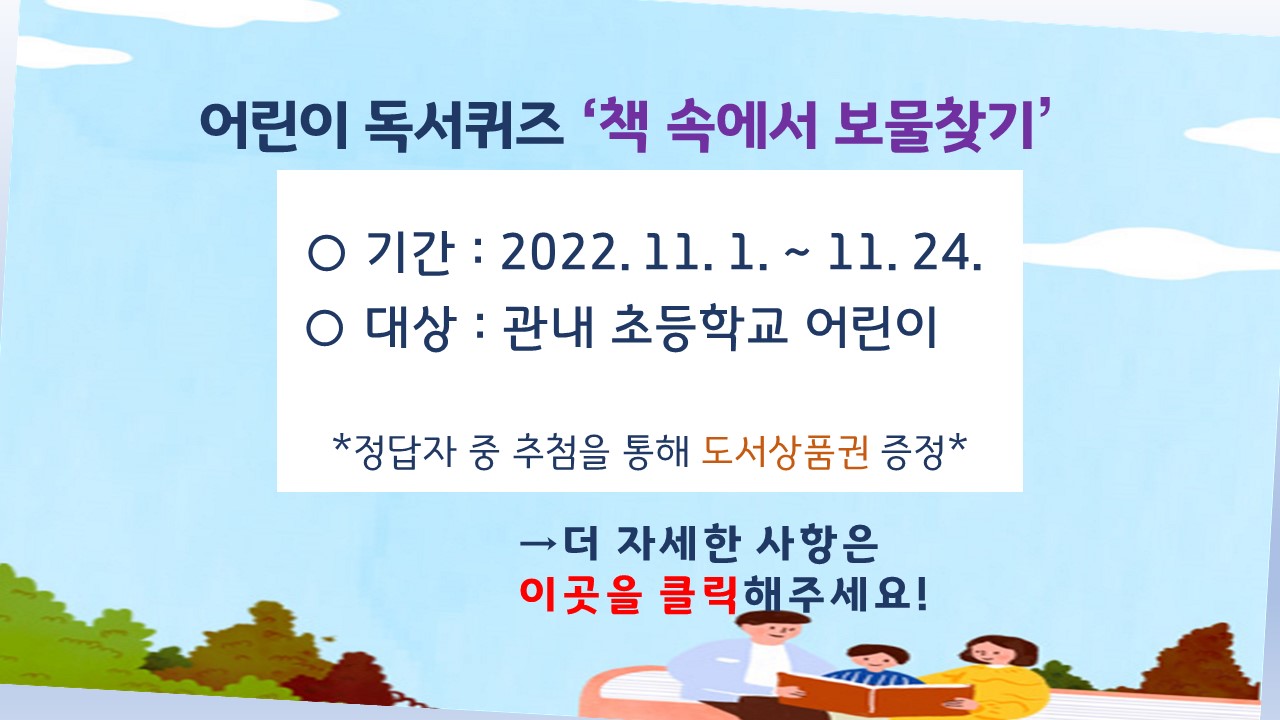 어린이 독서퀴즈 ‘책 속에서 보물찾기’
○ 기간 : 2022. 11. 1. ~ 11. 24.
○ 대상 : 관내 초등학교 어린이
*정답자 중 추첨을 통해 도서상품권 증정*
→더 자세한 사항은
이곳을 클릭해주세요!